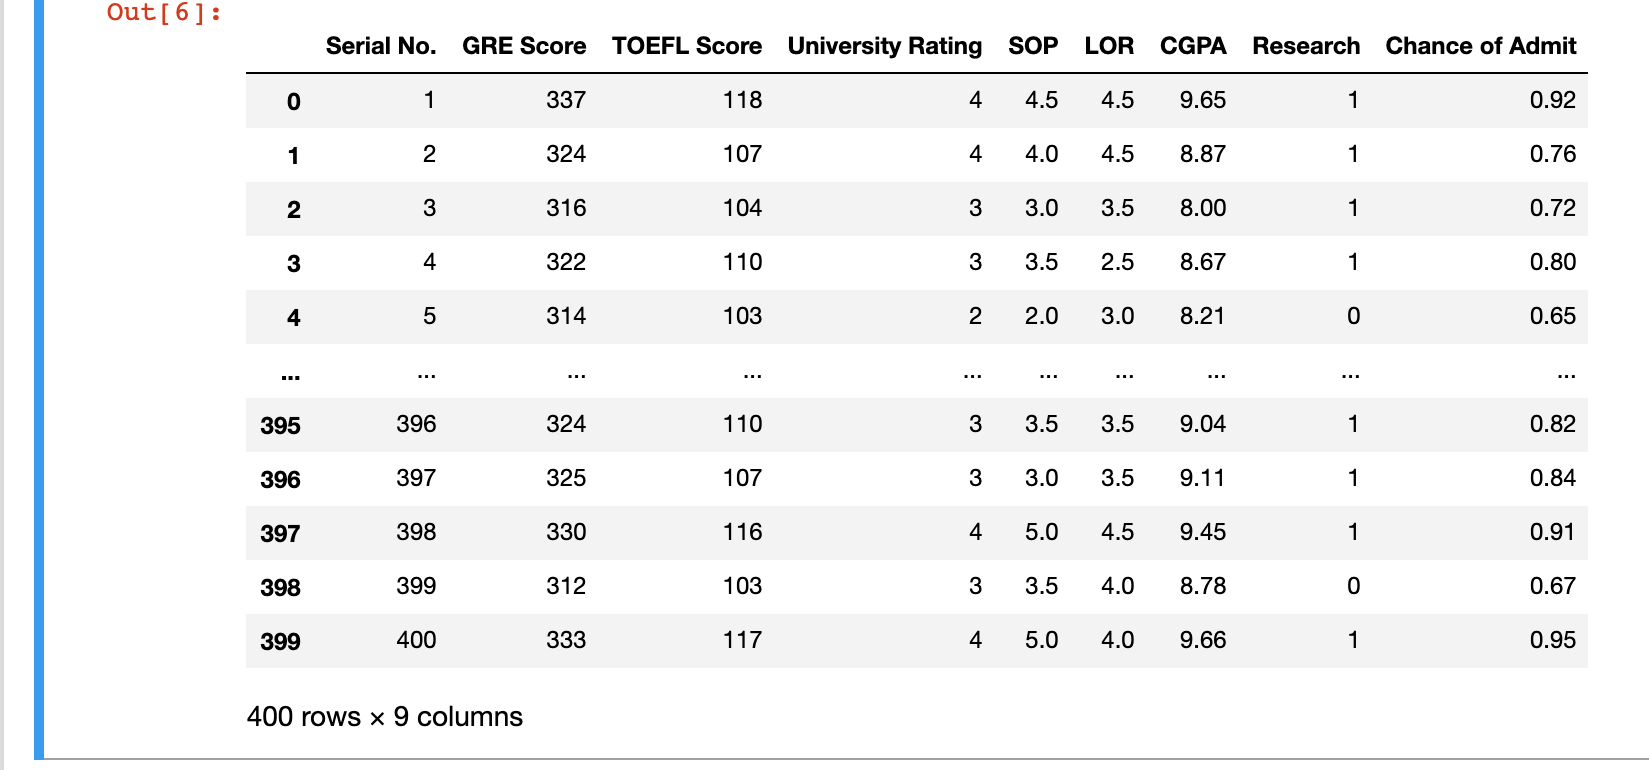 Out[6]:
Serial No. GRE Score TOEFL Score University Rating SOP LOR CGPA Research Chance of Admit
0 1 337 118 4 4.5 4.5 9.65 1 0.92
1 2 324 107 4 4.0 4.5 8.87 1 0.76
2 3 316 104 3 3.0 3.5 8.00 1 0.72
3 4 322 110 3 3.5 2.5 8.67 1 0.80
4 5 314 103 2 2.0 3.0 8.21 0 0.65
... ... ... ... ... ... ... ... ... ...
395 396 324 110 3 3.5 3.5 9.04 1 0.82
396 397 325 107 3 3.0 3.5 9.11 1 0.84
397 398 330 116 4 5.0 4.5 9.45 1 0.91
398 399 312 103 3 3.5 4.0 8.78 0 0.67
399 400 333 117 4 5.0 4.0 9.66 1 0.95
400 rows × 9 columns